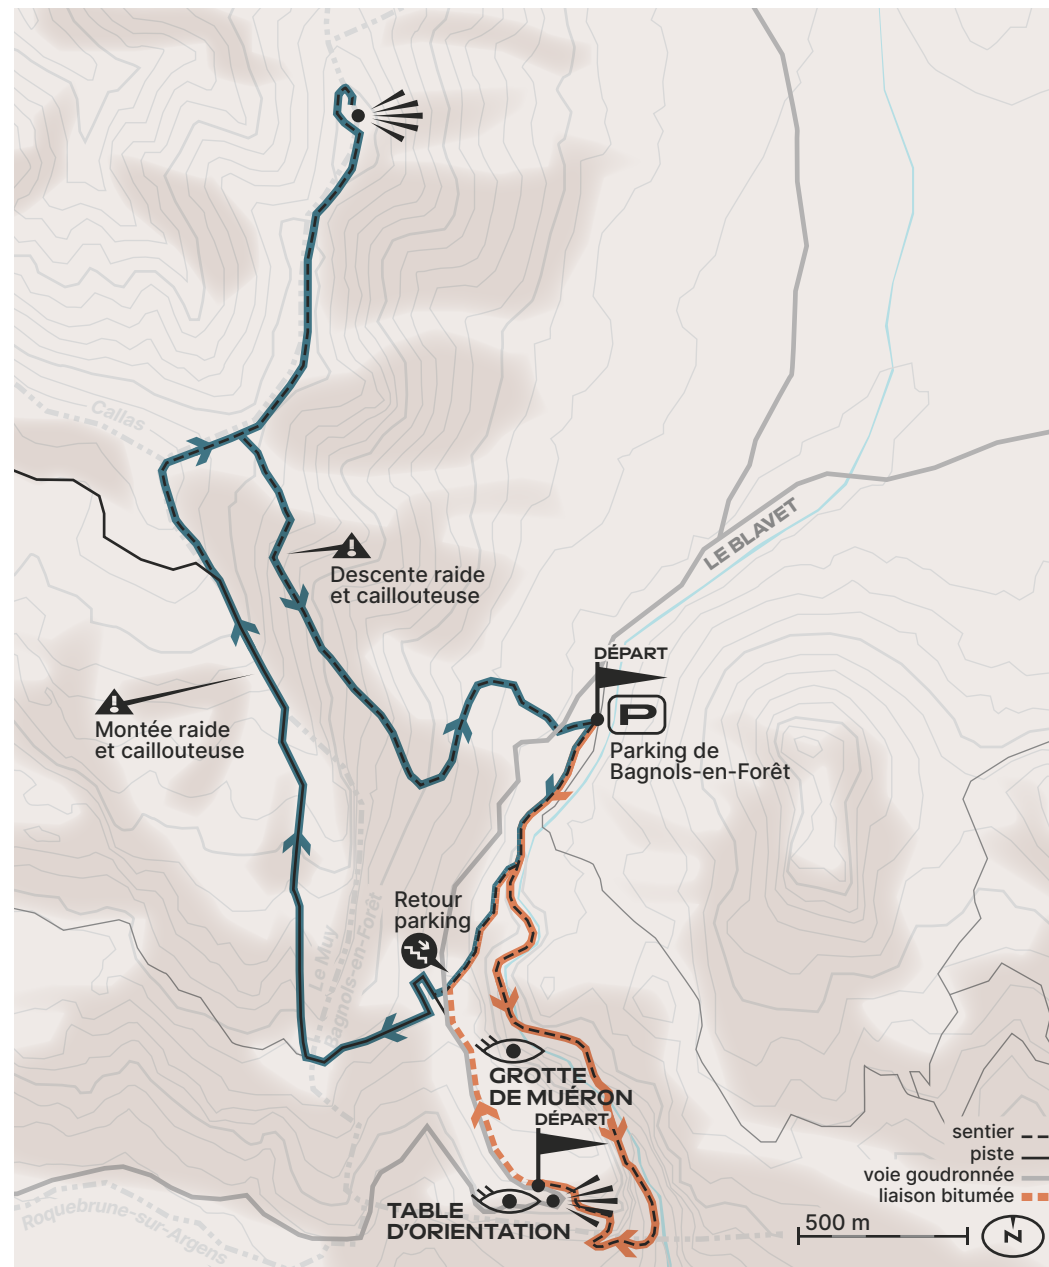 Callas
LE BLAVET
Descente raide
et caillouteuse
DÉPART
P
Parking de
Bagnols-en-Forêt
Montée raide
et caillouteuse
Retour
parking
Le Muy
Bagnols-en-Forêt
GROTTE
DE MUÉRON
DÉPART
TABLE
D'ORIENTATION
Roquebrune-sur-Argens
sentier
piste
voie goudronnée
liaison bitumée
500 m
N